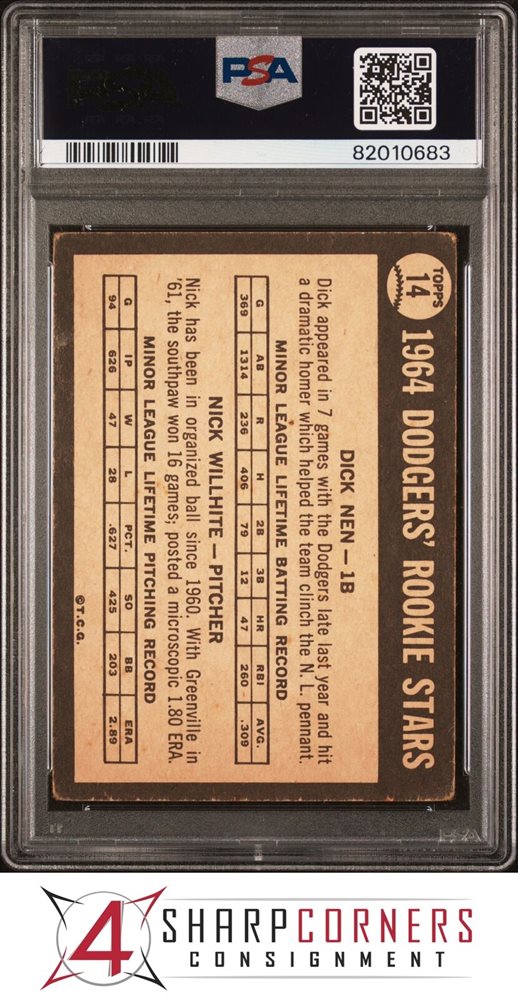 PSA
PSA
82010683
TOPPS
14
1964 DODGERS' ROOKIE STARS
DICK NEN — 1B
Dick appeared in 7 games with the Dodgers late last year and hit
a dramatic homer which helped the team clinch the N. L. pennant.
MINOR LEAGUE LIFETIME BATTING RECORD
G AB R H 2B 3B HR RBI AVG.
369 1314 236 406 79 12 47 260 .309
NICK WILLHITE — PITCHER
Nick has been in organized ball since 1960. With Greenville in
'61, the southpaw won 16 games; posted a microscopic 1.80 ERA.
MINOR LEAGUE LIFETIME PITCHING RECORD
G IP W L PCT. SO BB ERA
94 626 47 28 .627 425 203 2.89
©T.C.G.
PSA
4 SHARPCORNERS
CONSIGNMENT